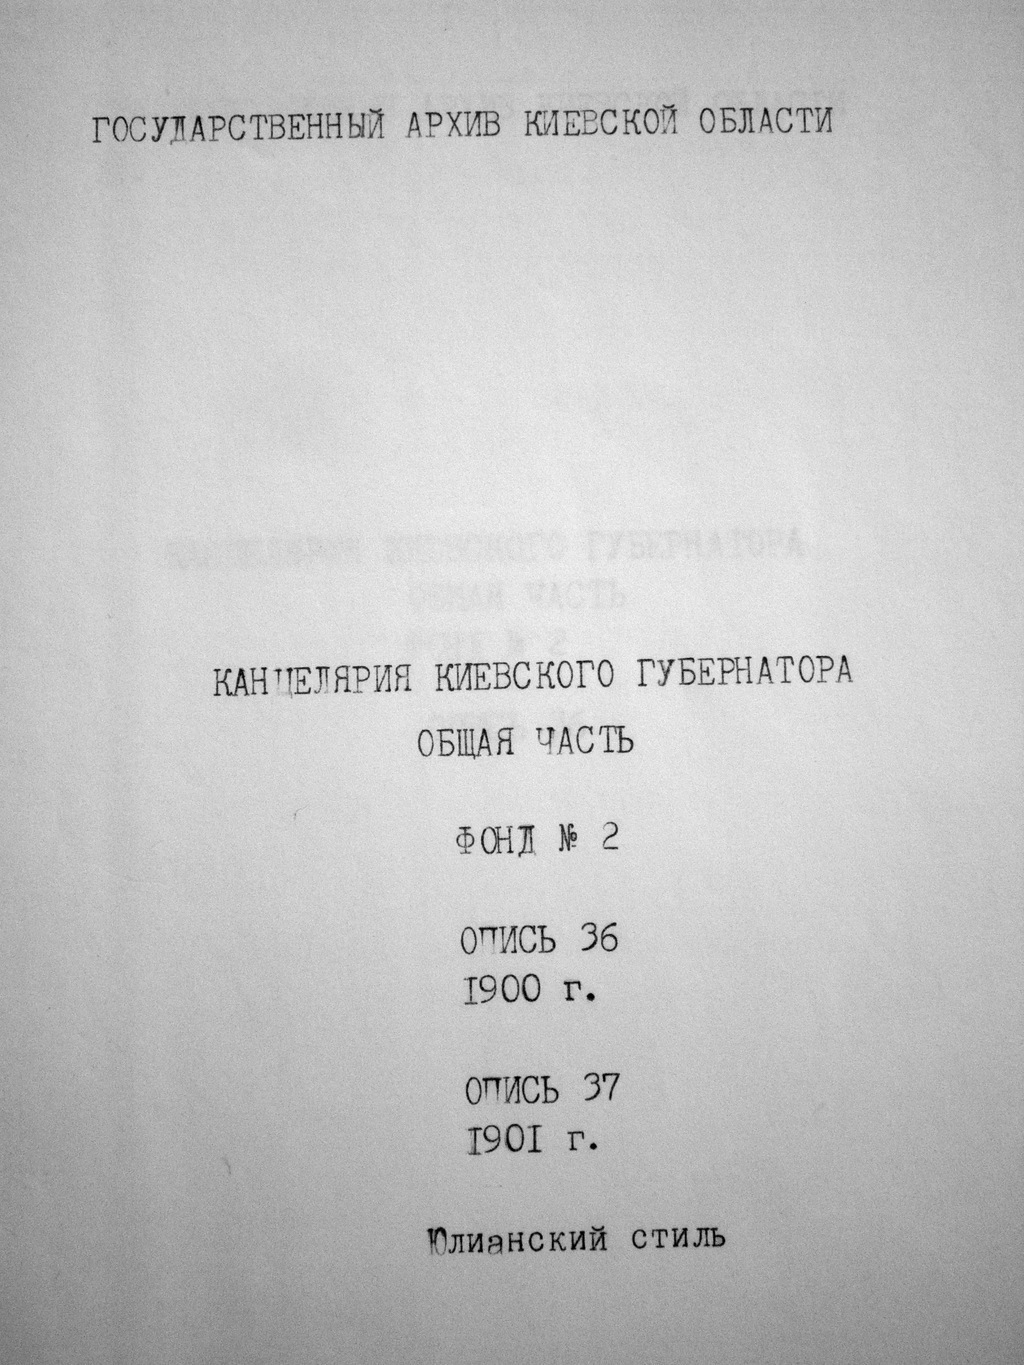 ГОСУДАРСТВЕННЫЙ АРХИВ КИЕВСКОЙ ОБЛАСТИ
КАНЦЕЛЯРИЯ КИЕВСКОГО ГУБЕРНАТОРА
ОБЩАЯ ЧАСТЬ
ФОНД № 2
ОПИСЬ 36
1900 г.
ОПИСЬ 37
1901 г.
Юлианский стиль